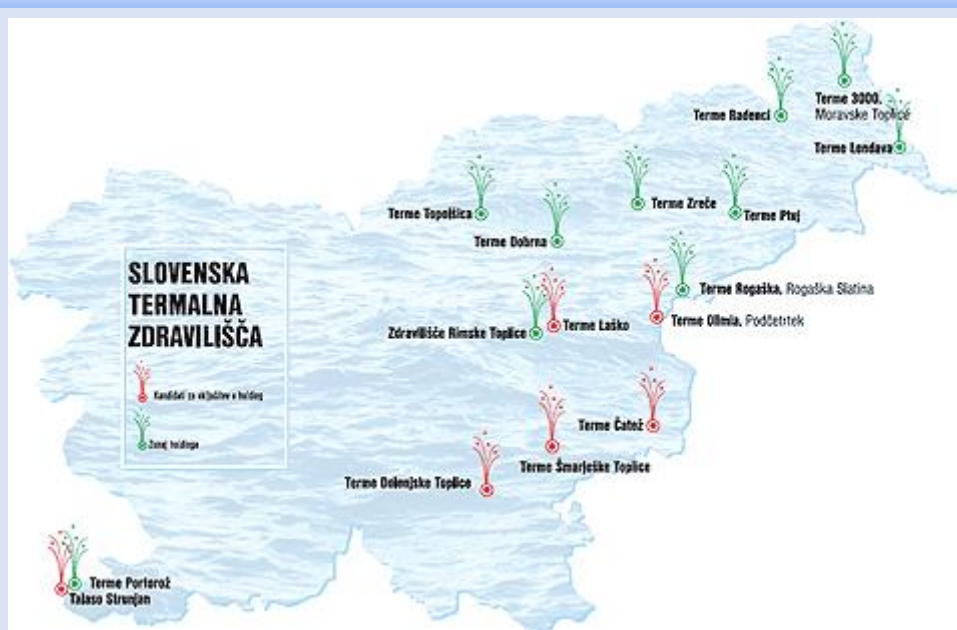 Terme 3000,
Moravske Toplice
Terme Radenci
Terme Lendava
Terme Zreče
Terme Topolšica
Terme Ptuj
Terme Dobrna
SLOVENSKA
TERMALNA
ZDRAVILIŠČA
Kandidati za vključitev v holding
Zunaj holdinga
Terme Rogaška, Rogaška Slatina
Terme Olimia, Podčetrtek
Terme Laško
Zdravilišče Rimske Toplice
Terme Čatež
Terme Šmarješke Toplice
Terme Dolenjske Toplice
Terme Portorož
Talaso Strunjan